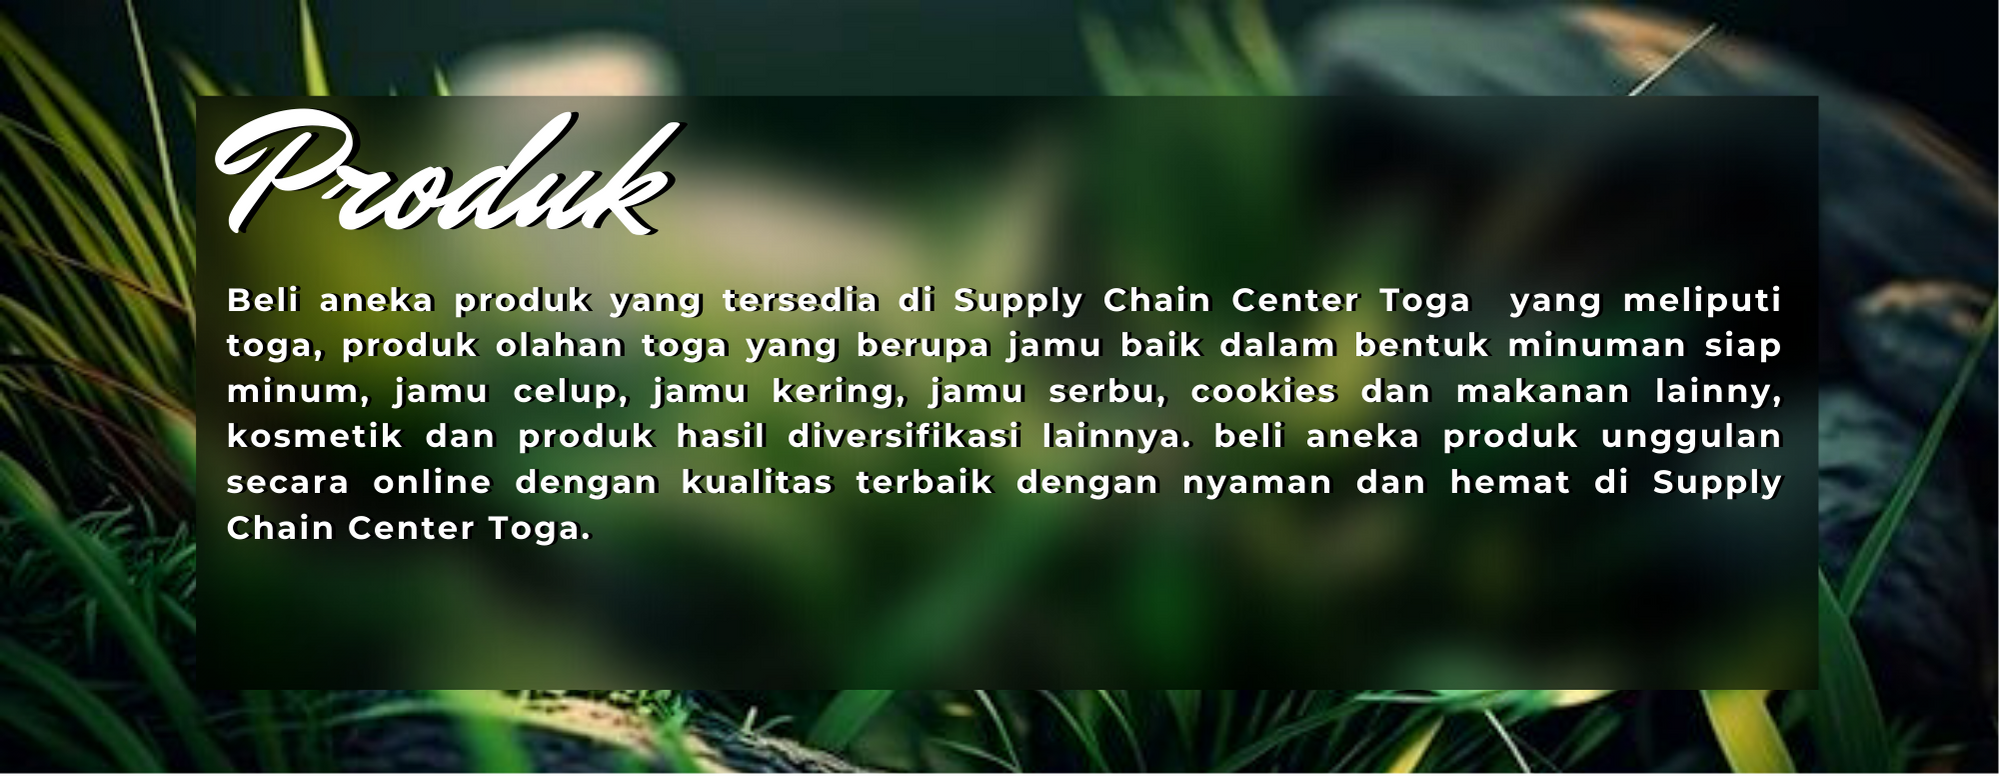 Produk
Beli aneka produk yang tersedia di Supply Chain Center Toga yang meliputi
toga, produk olahan toga yang berupa jamu baik dalam bentuk minuman siap
minum, jamu celup, jamu kering, jamu serbu, cookies dan makanan lainny,
kosmetik dan produk hasil diversifikasi lainnya. beli aneka produk unggulan
secara online dengan kualitas terbaik dengan nyaman dan hemat di Supply
Chain Center Toga.